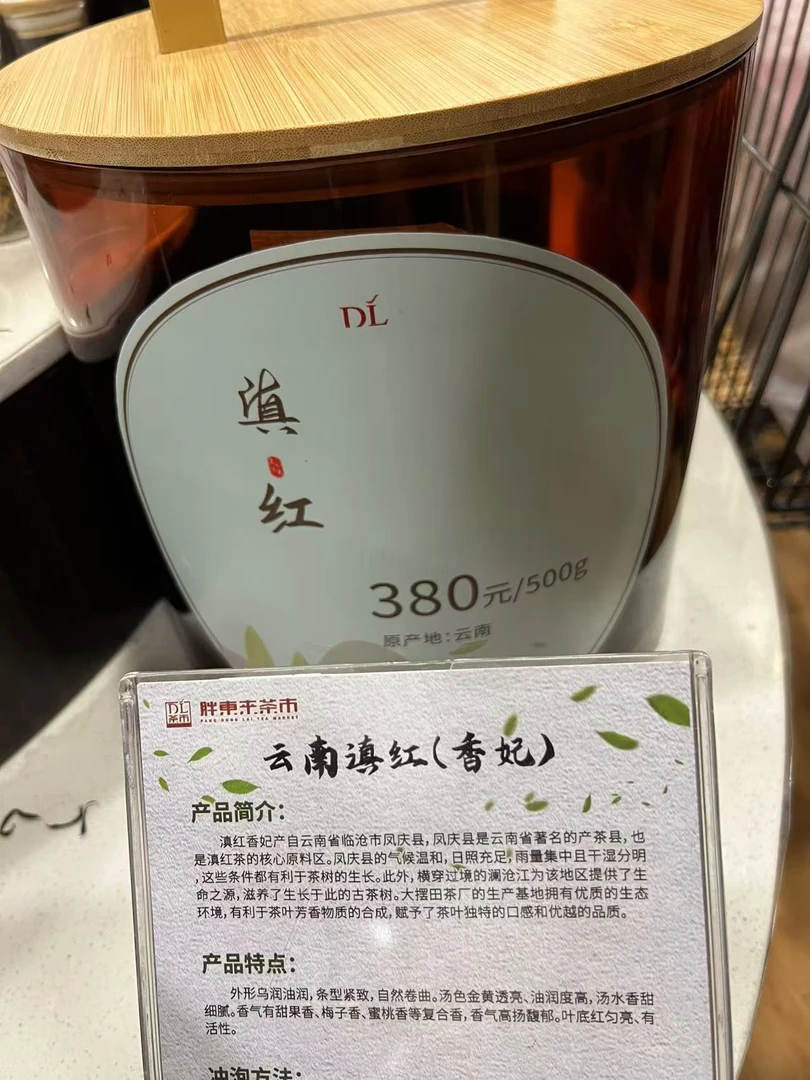 DL
滇
红
380元/500g
原产地:云南
DL
茶市
胖東来茶市
PANG DONG LAI TEA MARKET
云南滇红(香妃)
产品简介:
滇红香妃产自云南省临沧市凤庆县,凤庆县是云南省著名的产茶县,也
是滇红茶的核心原料区。凤庆县的气候温和,日照充足,雨量集中且干湿分明
,这些条件都有利于茶树的生长。此外,横穿过境的澜沧江为该地区提供了生
命之源,滋养了生长于此的古茶树。大摆田茶厂的生产基地拥有优质的生态
环境,有利于茶叶芳香物质的合成,赋予了茶叶独特的口感和优越的品质。
产品特点:
外形乌润油润,条型紧致,自然卷曲。汤色金黄透亮、油润度高,汤水香甜
细腻。香气有甜果香、梅子香、蜜桃香等复合香,香气高扬馥郁。叶底红匀亮、有
活性。
冲泡方法: